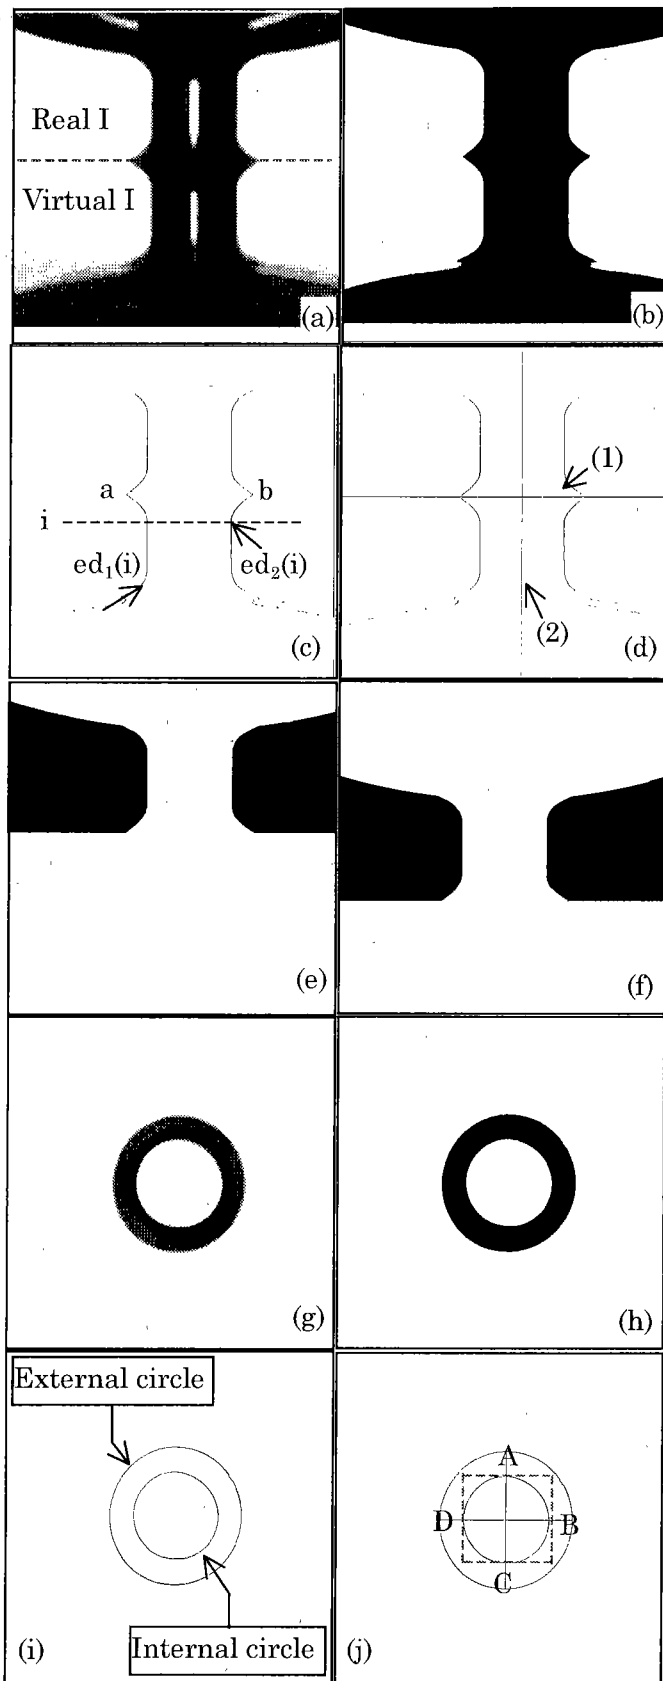 Real I
Virtual I
(a)
(b)
a
b
i
ed₁(i)
ed₂(i)
(c)
(1)
(2)
(d)
(e)
(f)
(g)
(h)
External circle
Internal circle
(i)
A
D
B
C
(j)